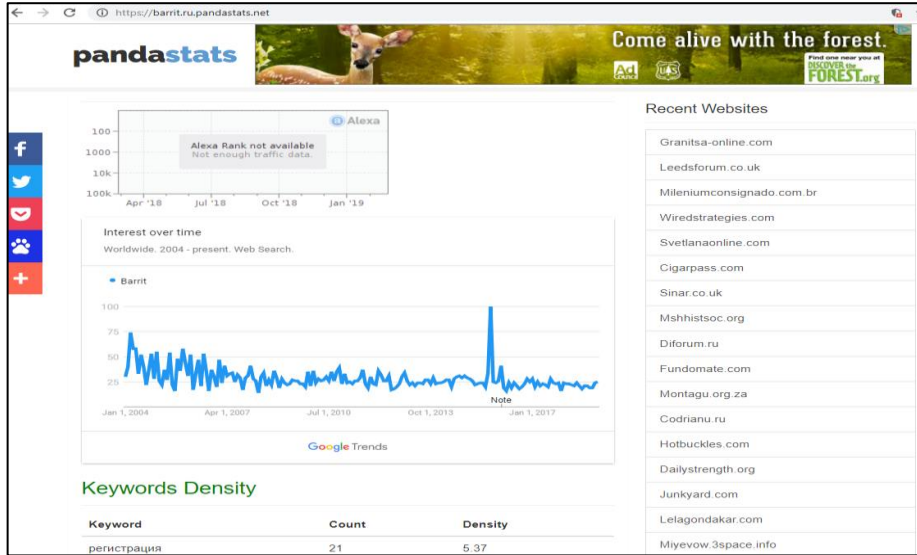 https://barrit.ru.pandastats.net
pandastats
Come alive with the forest.
Ad
COUNCIL
UAS
Find one near you at
DISCOVER the
FOREST.org
Alexa
100
1000
10k
100k
Alexa Rank not available
Not enough traffic data.
Apr '18 Jul '18 Oct '18 Jan '19
Interest over time
Worldwide. 2004 - present. Web Search.
Barrit
100
75
50
25
Note
Jan 1, 2004 Apr 1, 2007 Jul 1, 2010 Oct 1, 2013 Jan 1, 2017
Google Trends
Keywords Density
Keyword Count Density
регистрация 21 5.37
Recent Websites
Granitsa-online.com
Leedsforum.co.uk
Mileniumconsignado.com.br
Wiredstrategies.com
Svetlanaonline.com
Cigarpass.com
Sinar.co.uk
Mshhistsoc.org
Diforum.ru
Fundomate.com
Montagu.org.za
Codrianu.ru
Hotbuckles.com
Dailystrength.org
Junkyard.com
Lelagondakar.com
Miyevow.3space.info